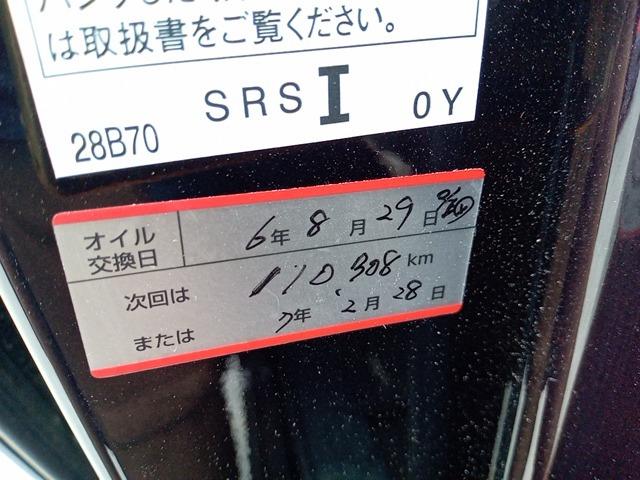 は取扱書をご覧ください。
SRS I 0Y
28B70
オイル交換日 6年 8月 29日
次回は 110,308 km
または 7年 2月 28日